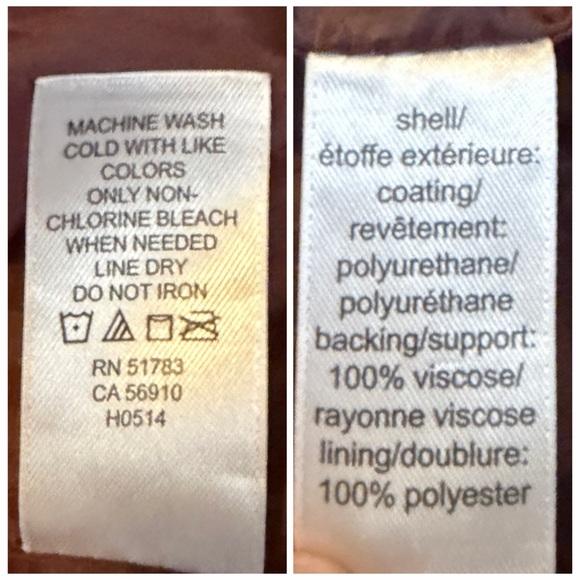 MACHINE WASH
COLD WITH LIKE
COLORS
ONLY NON-
CHLORINE BLEACH
WHEN NEEDED
LINE DRY
DO NOT IRON
RN 51783
CA 56910
H0514
shell/
étoffe extérieure:
coating/
revêtement:
polyurethane/
polyuréthane
backing/support:
100% viscose/
rayonne viscose
lining/doublure:
100% polyester